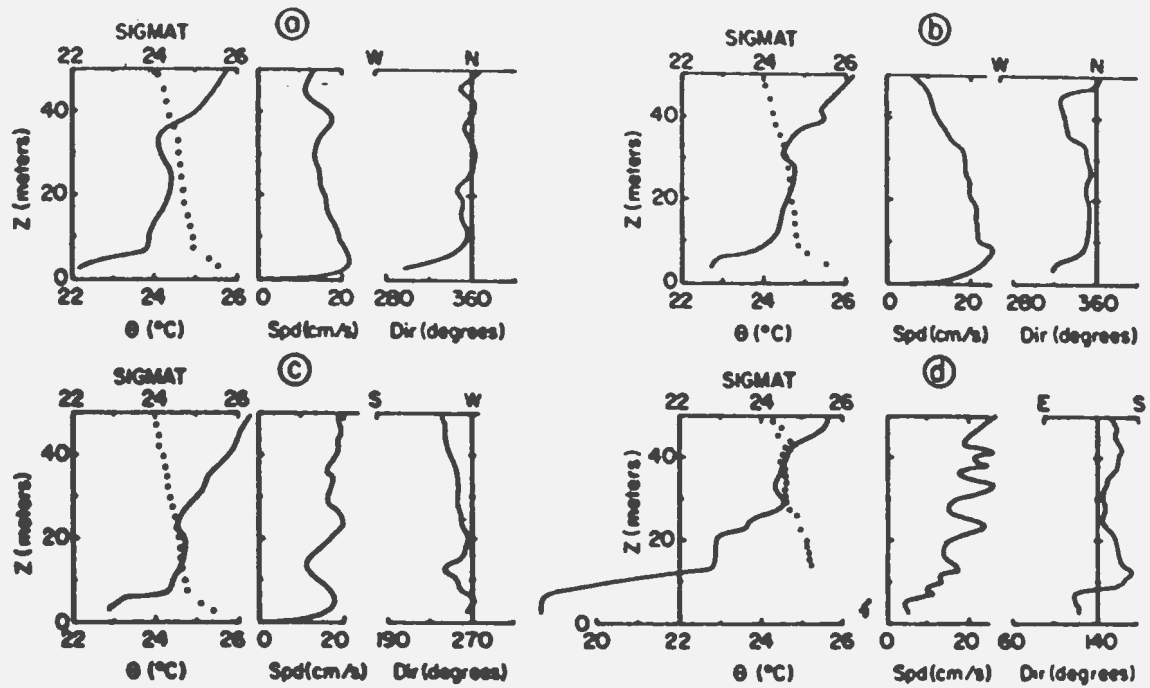 ⓐ
SIGMAT
22 24 26
W N
Z (meters)
40
20
0
22 24 26
0 20
280 360
Θ (°C)
Spd(cm/s)
Dir (degrees)
ⓑ
SIGMAT
22 24 26
W N
Z (meters)
40
20
0
22 24 26
0 20
280 360
Θ (°C)
Spd(cm/s)
Dir (degrees)
ⓒ
SIGMAT
22 24 26
S W
Z (meters)
40
20
0
22 24 26
0 20
190 270
Θ (°C)
Spd(cm/s)
Dir (degrees)
ⓓ
SIGMAT
22 24 26
E S
Z (meters)
40
20
0
20 22 24 26
0 20
60 140
Θ (°C)
Spd(cm/s)
Dir (degrees)